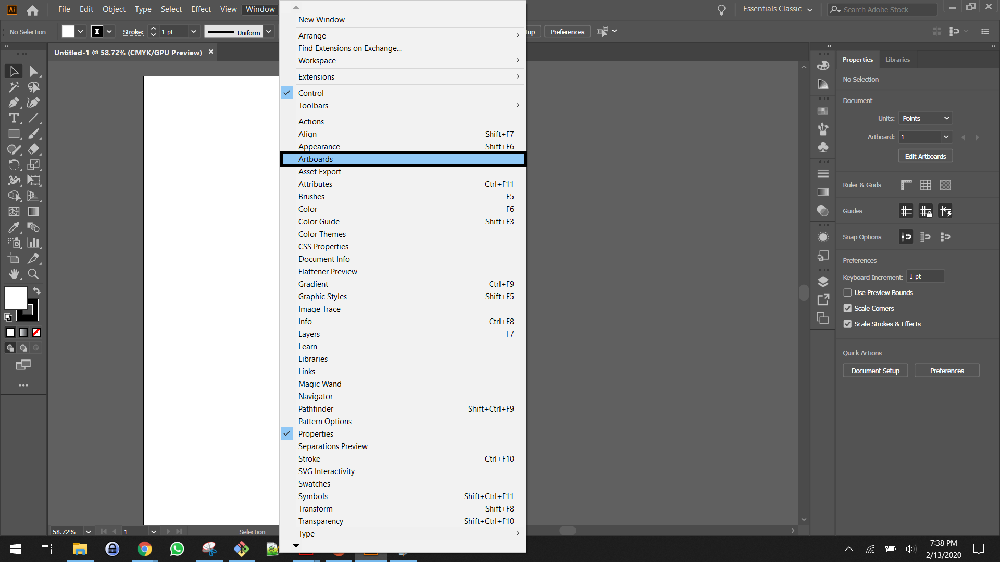 Ai File Edit Object Type Select Effect View Window Essentials Classic Search Adobe Stock
No Selection Stroke: 1 pt Uniform up Preferences
Untitled-1 @ 58.72% (CMYK/GPU Preview)
New Window
Arrange
Find Extensions on Exchange...
Workspace
Extensions
Control
Toolbars
Actions
Align Shift+F7
Appearance Shift+F6
Artboards
Asset Export
Attributes Ctrl+F11
Brushes F5
Color F6
Color Guide Shift+F3
Color Themes
CSS Properties
Document Info
Flattener Preview
Gradient Ctrl+F9
Graphic Styles Shift+F5
Image Trace
Info Ctrl+F8
Layers F7
Learn
Libraries
Links
Magic Wand
Navigator
Pathfinder Shift+Ctrl+F9
Pattern Options
Properties
Separations Preview
Stroke Ctrl+F10
SVG Interactivity
Swatches
Symbols Shift+Ctrl+F11
Transform Shift+F8
Transparency Shift+Ctrl+F10
Type
Properties Libraries
No Selection
Document
Units: Points
Artboard: 1
Edit Artboards
Ruler & Grids
Guides
Snap Options
Preferences
Keyboard Increment: 1 pt
Use Preview Bounds
Scale Corners
Scale Strokes & Effects
Quick Actions
Document Setup Preferences
58.72% 1 Selection
7:38 PM
2/13/2020